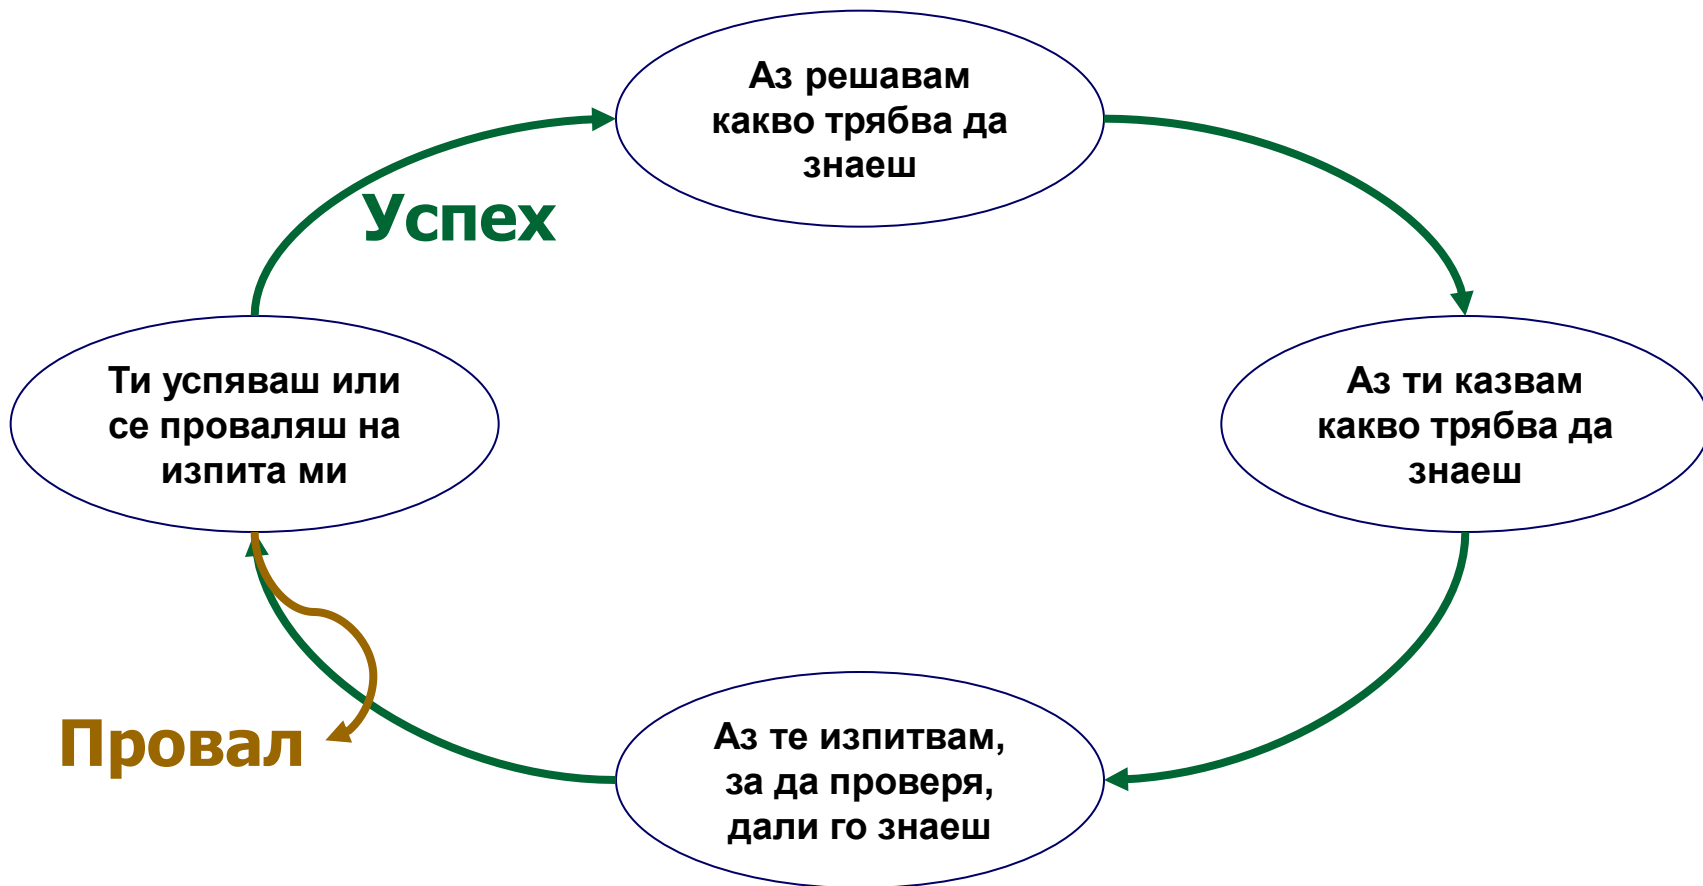 Аз решавам
какво трябва да
знаеш
Успех
Ти успяваш или
се проваляш на
изпита ми
Аз ти казвам
какво трябва да
знаеш
Провал
Аз те изпитвам,
за да проверя,
дали го знаеш